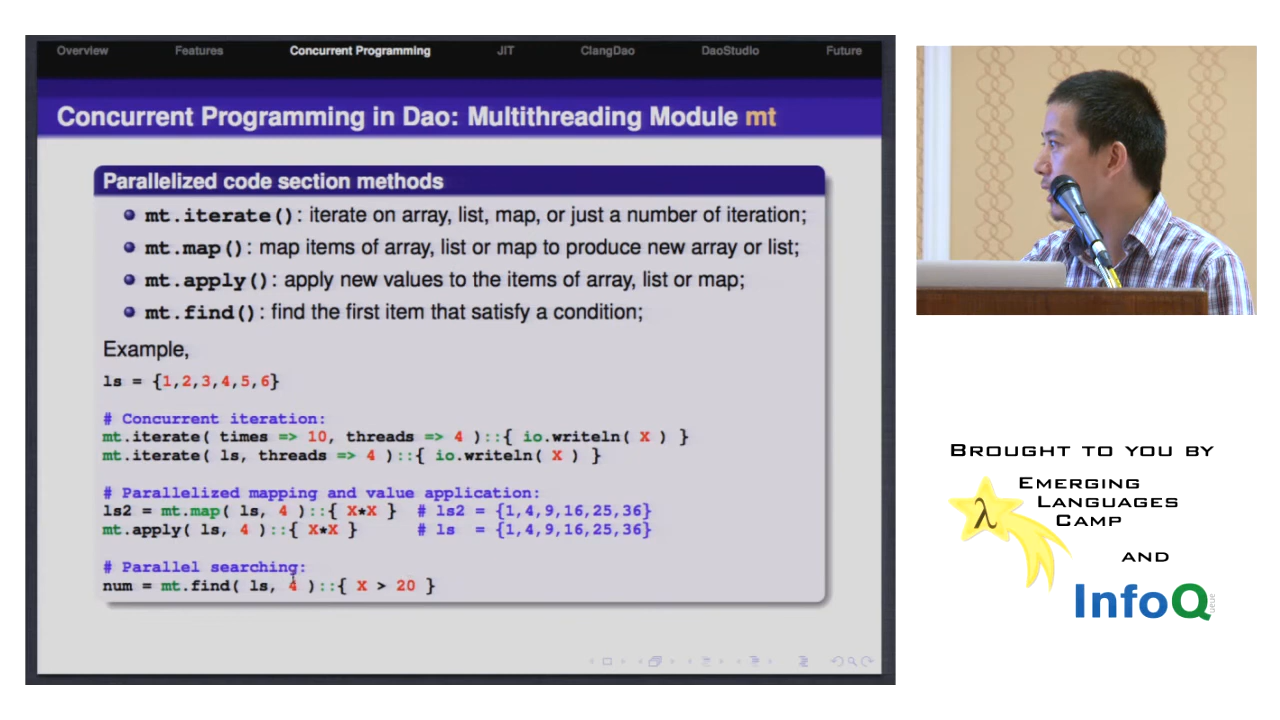 Overview Features Concurrent Programming JIT ClangDao DaoStudio Future
Concurrent Programming in Dao: Multithreading Module mt
Parallelized code section methods
mt.iterate(): iterate on array, list, map, or just a number of iteration;
mt.map(): map items of array, list or map to produce new array or list;
mt.apply(): apply new values to the items of array, list or map;
mt.find(): find the first item that satisfy a condition;
Example,
ls = {1,2,3,4,5,6}
# Concurrent iteration:
mt.iterate( times => 10, threads => 4 )::{ io.writeln( X ) }
mt.iterate( ls, threads => 4 )::{ io.writeln( X ) }
# Parallelized mapping and value application:
ls2 = mt.map( ls, 4 )::{ X*X } # ls2 = {1,4,9,16,25,36}
mt.apply( ls, 4 )::{ X*X } # ls = {1,4,9,16,25,36}
# Parallel searching:
num = mt.find( ls, 4 )::{ X > 20 }
BROUGHT TO YOU BY
λ
EMERGING
LANGUAGES
CAMP
AND
InfoQ
ueue